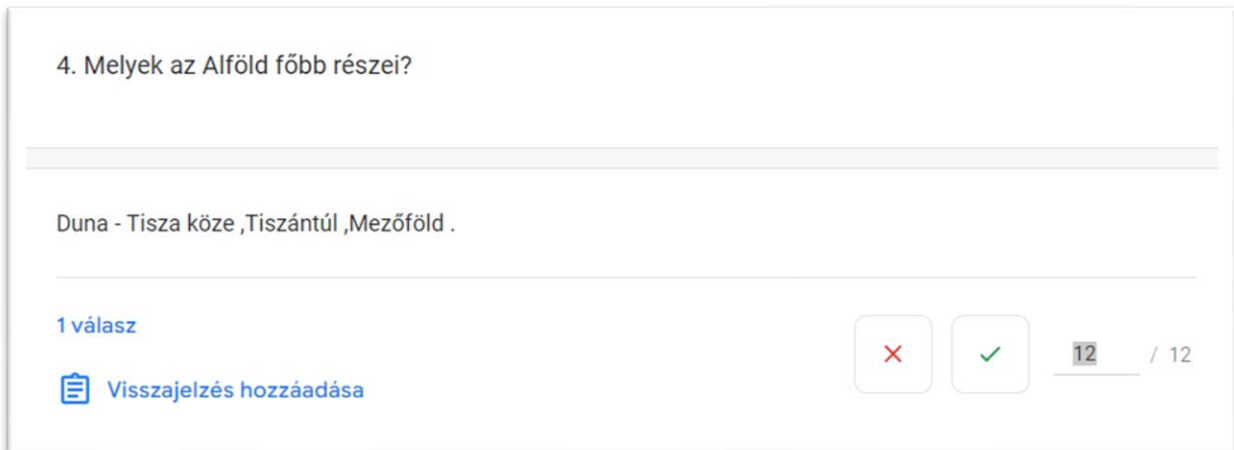 4. Melyek az Alföld főbb részei?
Duna - Tisza köze ,Tiszántúl ,Mezőföld .
1 válasz
12 / 12
Visszajelzés hozzáadása